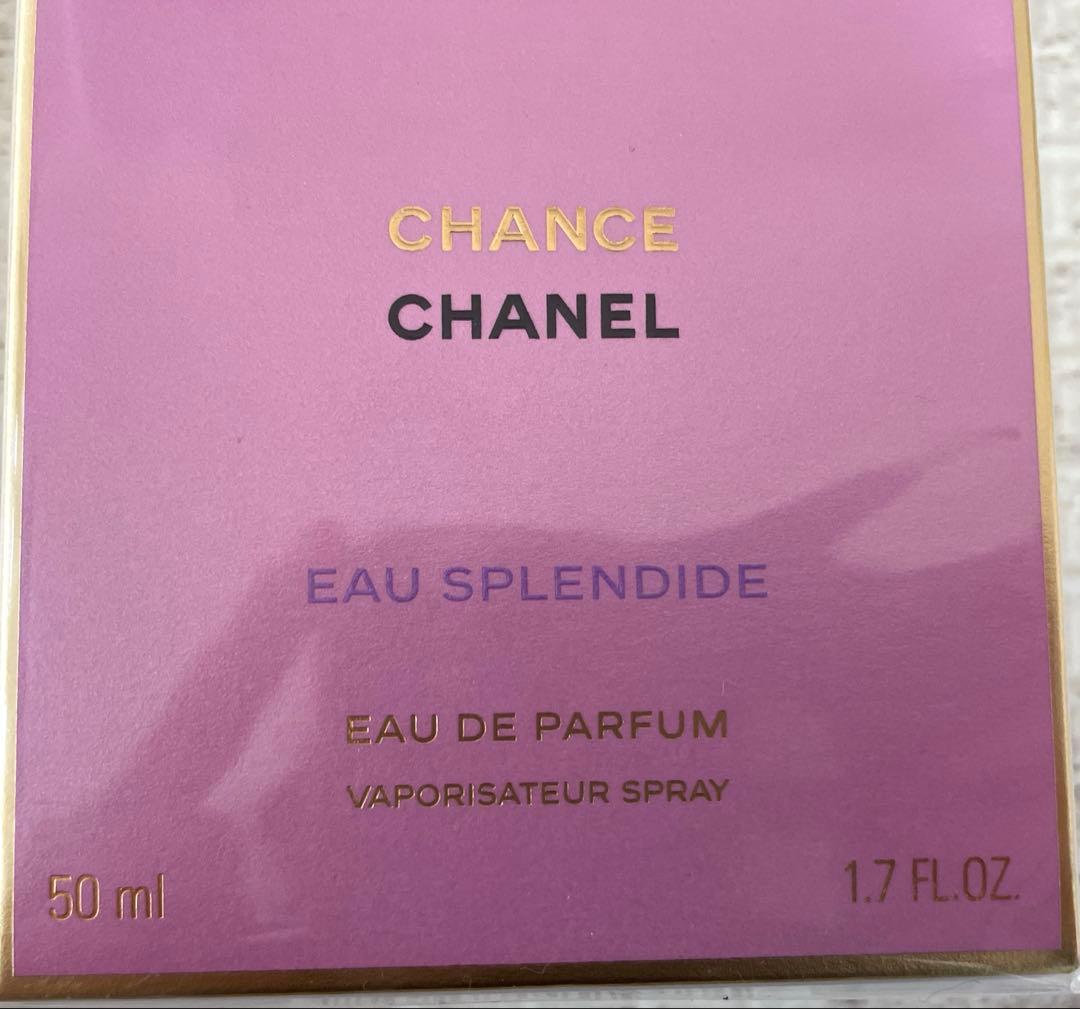 CHANCE
CHANEL
EAU SPLENDIDE
EAU DE PARFUM
VAPORISATEUR SPRAY
50 ml
1.7 FL.OZ.